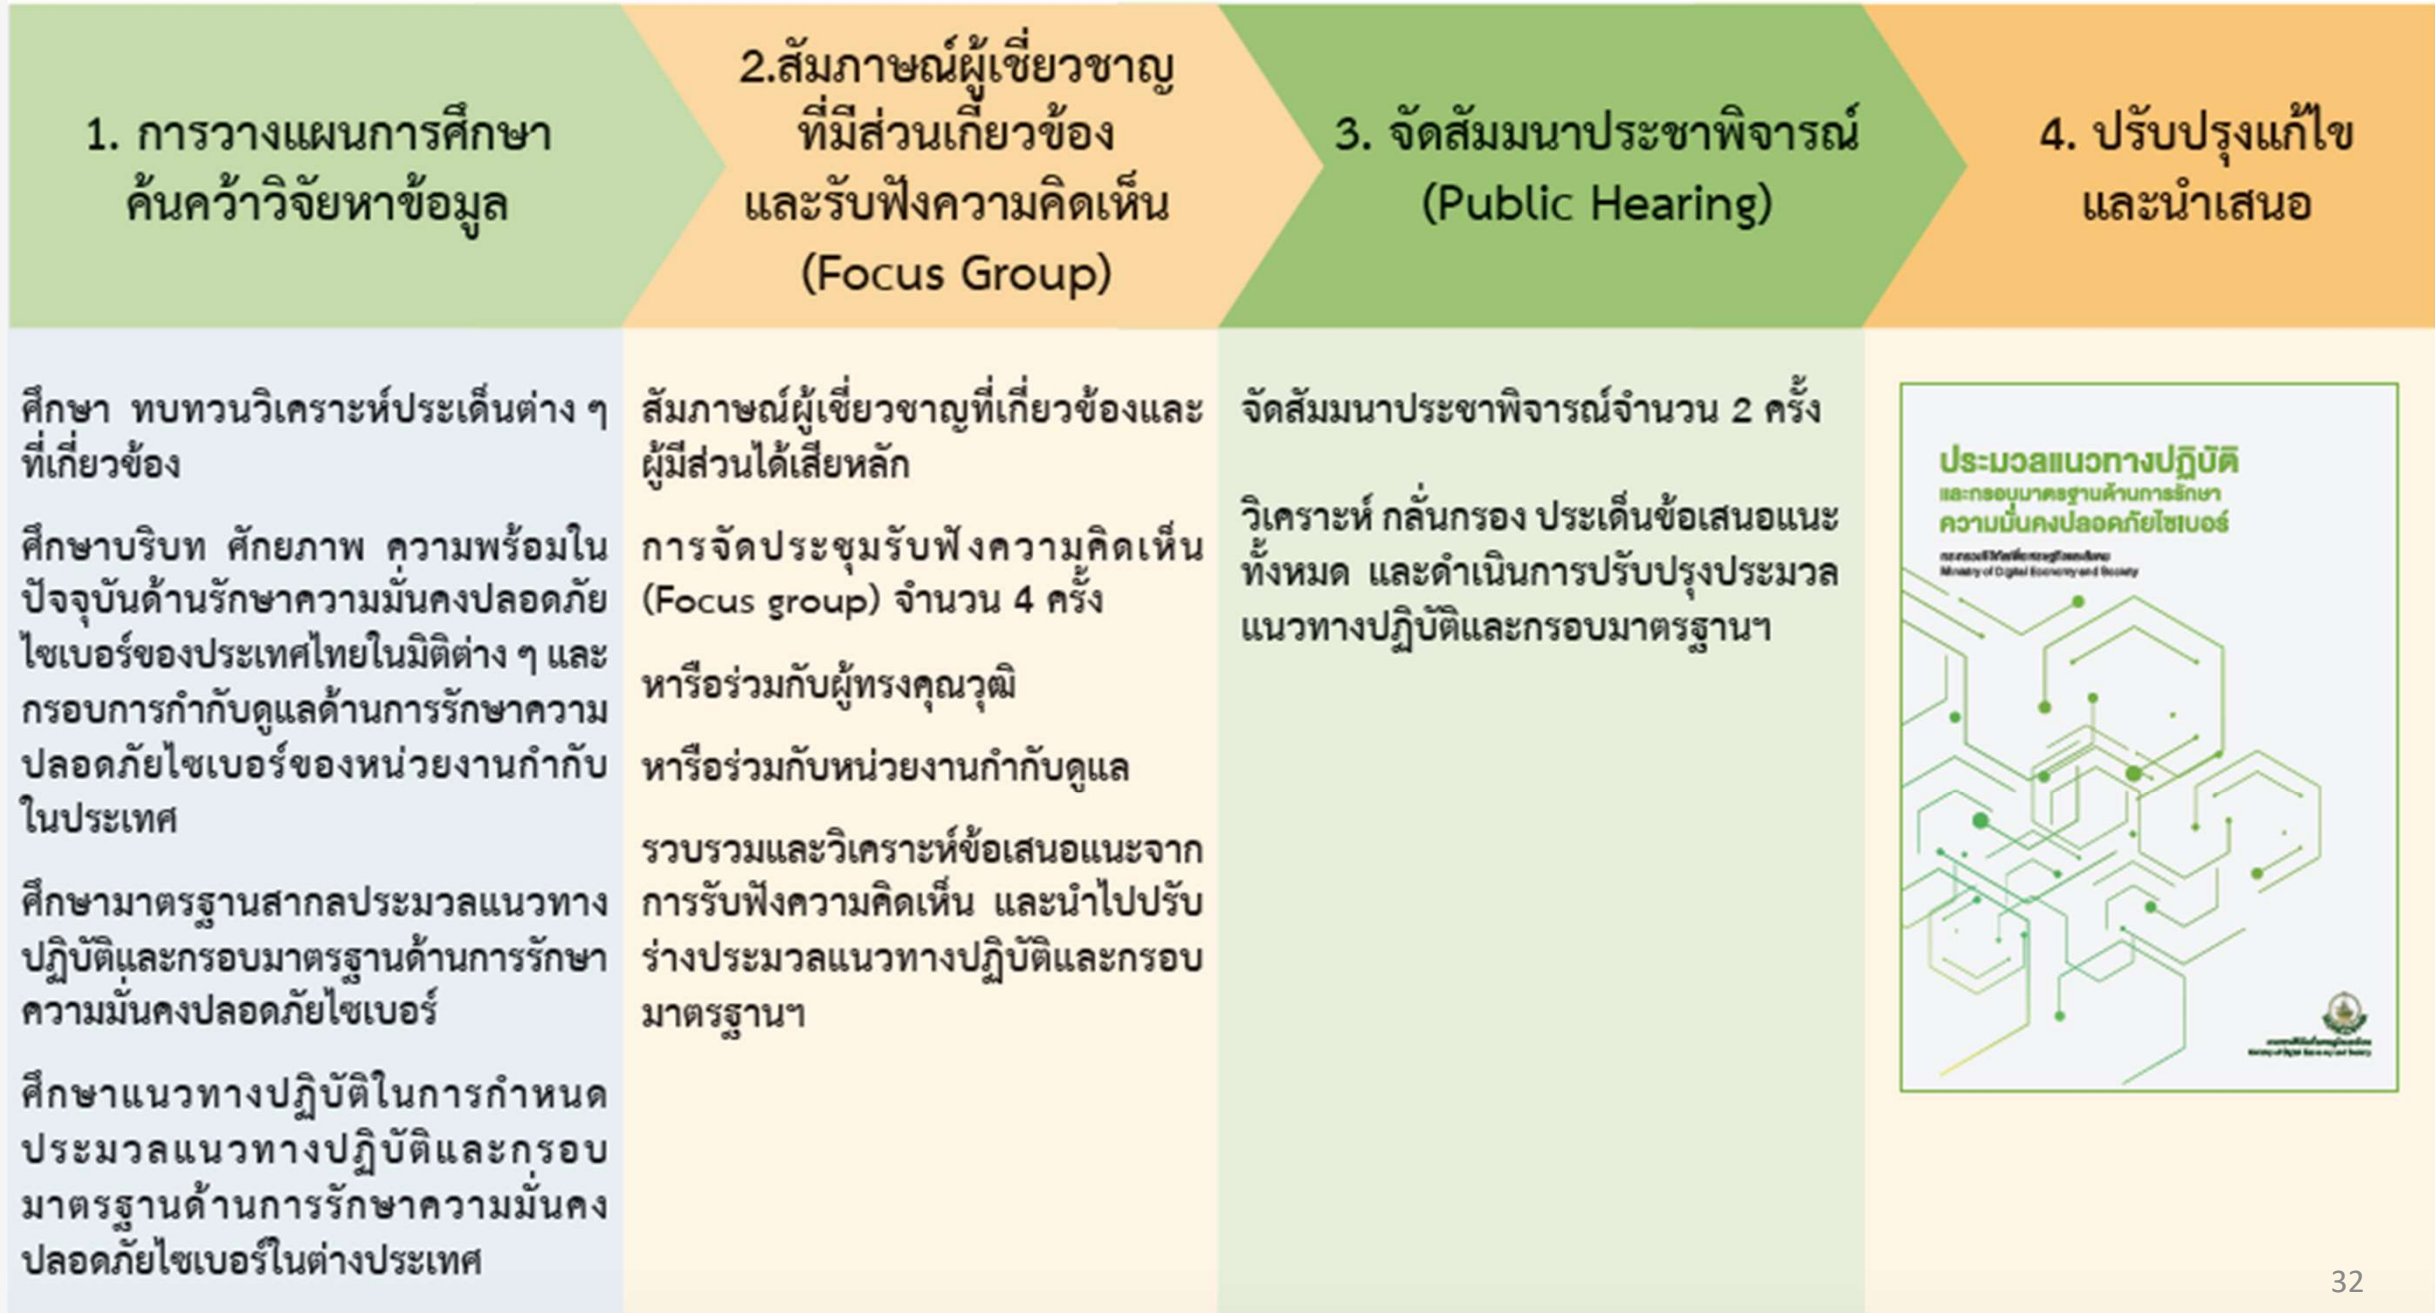 1. การวางแผนการศึกษา
ค้นคว้าวิจัยหาข้อมูล
2.สัมภาษณ์ผู้เชี่ยวชาญ
ที่มีส่วนเกี่ยวข้อง
และรับฟังความคิดเห็น
(Focus Group)
3. จัดสัมมนาประชาพิจารณ์
(Public Hearing)
4. ปรับปรุงแก้ไข
และนำเสนอ
ศึกษา ทบทวนวิเคราะห์ประเด็นต่าง ๆ
ที่เกี่ยวข้อง
ศึกษาบริบท ศักยภาพ ความพร้อมใน
ปัจจุบันด้านรักษาความมั่นคงปลอดภัย
ไซเบอร์ของประเทศไทยในมิติต่าง ๆ และ
กรอบการกำกับดูแลด้านการรักษาความ
ปลอดภัยไซเบอร์ของหน่วยงานกำกับ
ในประเทศ
ศึกษามาตรฐานสากลประมวลแนวทาง
ปฏิบัติและกรอบมาตรฐานด้านการรักษา
ความมั่นคงปลอดภัยไซเบอร์
ศึกษาแนวทางปฏิบัติในการกำหนด
ประมวลแนวทางปฏิบัติและกรอบ
มาตรฐานด้านการรักษาความมั่นคง
ปลอดภัยไซเบอร์ในต่างประเทศ
สัมภาษณ์ผู้เชี่ยวชาญที่เกี่ยวข้องและ
ผู้มีส่วนได้เสียหลัก
การจัดประชุมรับฟังความคิดเห็น
(Focus group) จำนวน 4 ครั้ง
หารือร่วมกับผู้ทรงคุณวุฒิ
หารือร่วมกับหน่วยงานกำกับดูแล
รวบรวมและวิเคราะห์ข้อเสนอแนะจาก
การรับฟังความคิดเห็น และนำไปปรับ
ร่างประมวลแนวทางปฏิบัติและกรอบ
มาตรฐานฯ
จัดสัมมนาประชาพิจารณ์จำนวน 2 ครั้ง
วิเคราะห์ กลั่นกรอง ประเด็นข้อเสนอแนะ
ทั้งหมด และดำเนินการปรับปรุงประมวล
แนวทางปฏิบัติและกรอบมาตรฐานฯ
ประมวลแนวทางปฏิบัติ
และกรอบมาตรฐานด้านการรักษา
ความมั่นคงปลอดภัยไซเบอร์
Ministry of Digital Economy and Society
32